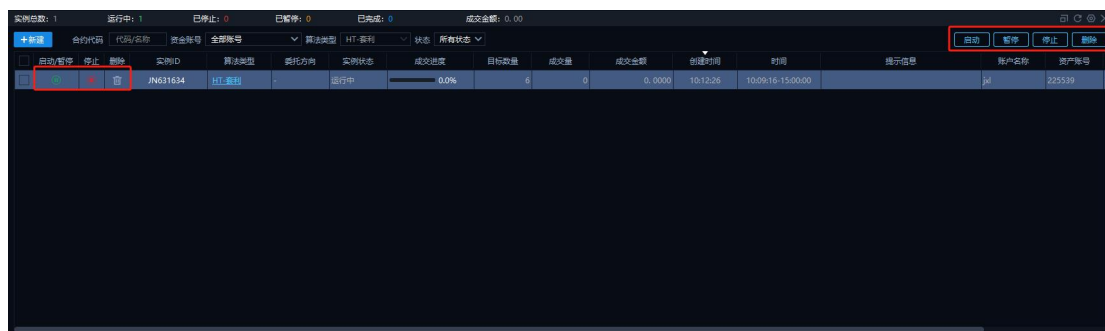 实例总数: 1 运行中: 1 已停止: 0 已暂停: 0 已完成: 0 成交金额: 0.00
+新建 合约代码 代码/名称 资金账号 全部账号 算法类型 HT-套利 状态 所有状态 启动 暂停 停止 删除
启动/暂停 停止 删除 实例ID 算法类型 委托方向 实例状态 成交进度 目标数量 成交量 成交金额 创建时间 时间 提示信息 账户名称 资产账号
JN631634 HT-套利 - 运行中 0.0% 6 0 0.0000 10:12:26 10:09:16-15:00:00 jxl 225539